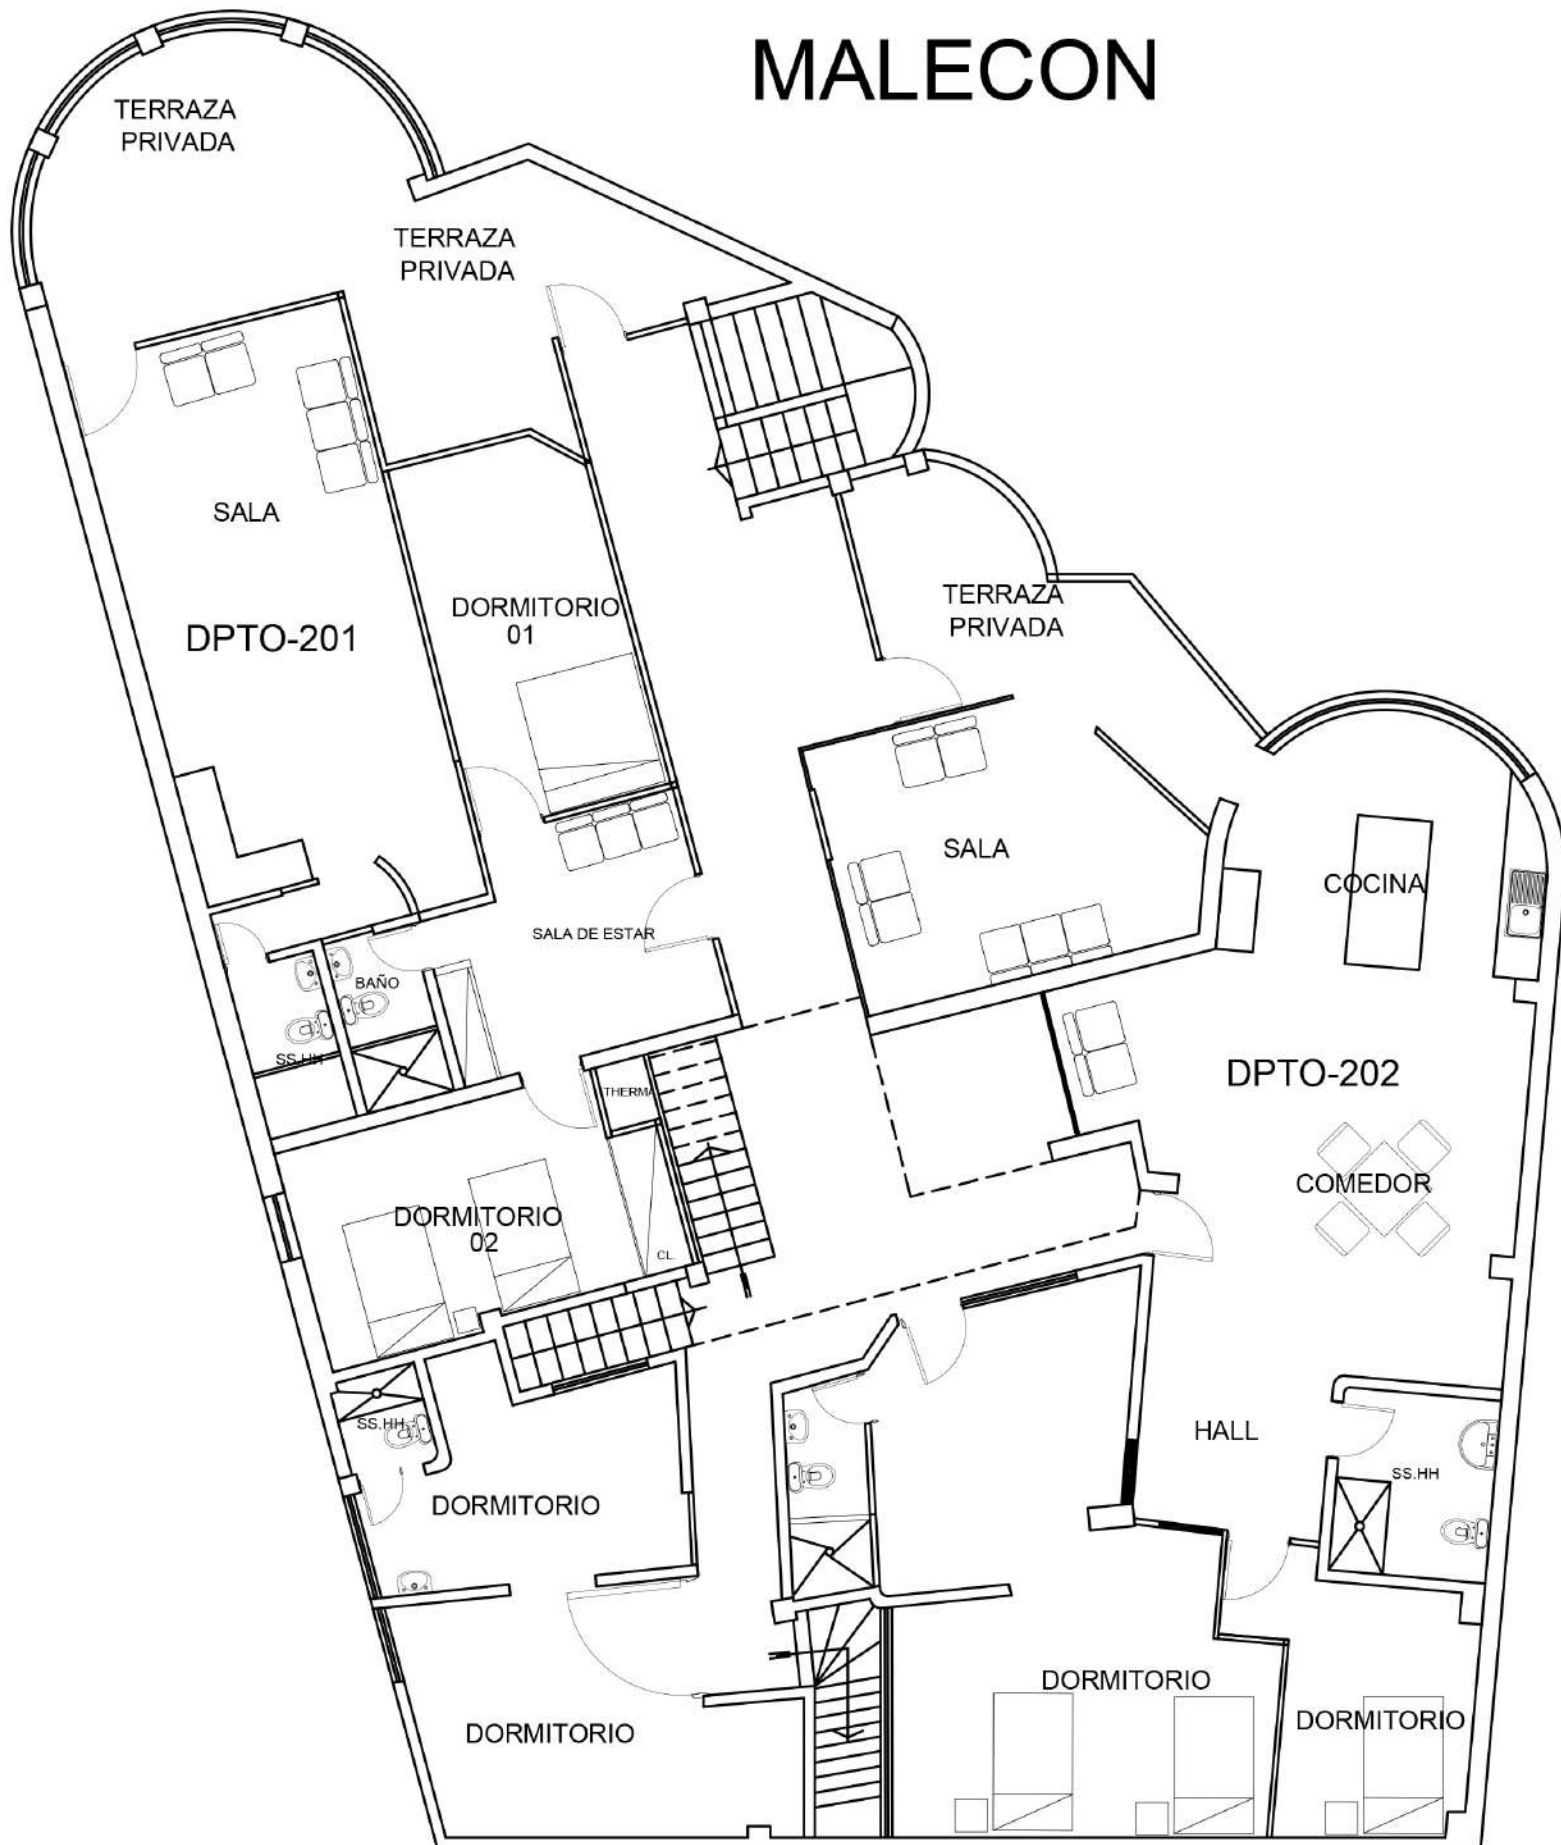 MALECON
TERRAZA
PRIVADA
TERRAZA
PRIVADA
SALA
DORMITORIO
01
TERRAZA
PRIVADA
DPTO-201
SALA
COCINA
SALA DE ESTAR
BAÑO
SS.HH
THERMA
DPTO-202
COMEDOR
DORMITORIO
02
CL.
SS.HH
HALL
SS.HH
DORMITORIO
DORMITORIO
DORMITORIO
DORMITORIO